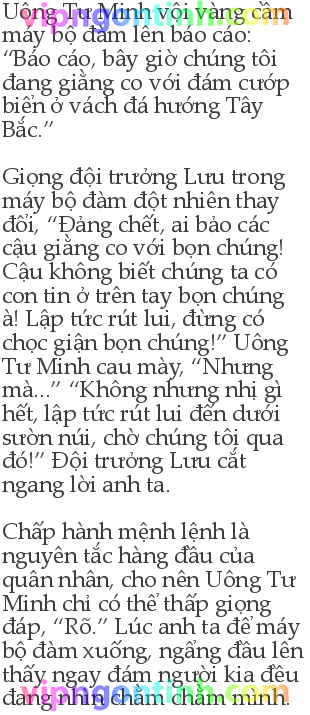 Uông Tư Minh vội vàng cầm
máy bộ đàm lên báo cáo:
“Báo cáo, bây giờ chúng tôi
đang giằng co với đám cướp
biển ở vách đá hướng Tây
Bắc.”
Giọng đội trưởng Lưu trong
máy bộ đàm đột nhiên thay
đổi, “Đảng chết, ai bảo các
cậu giằng co với bọn chúng!
Cậu không biết chúng ta có
con tin ở trên tay bọn chúng
à! Lập tức rút lui, đừng có
chọc giận bọn chúng!” Uông
Tư Minh cau mày, “Nhưng
mà...” “Không nhưng nhị gì
hết, lập tức rút lui đến dưới
sườn núi, chờ chúng tôi qua
đó!” Đội trưởng Lưu cắt
ngang lời anh ta.
Chấp hành mệnh lệnh là
nguyên tắc hàng đầu của
quân nhân, cho nên Uông Tư
Minh chỉ có thể thấp giọng
đáp, “Rõ.” Lúc anh ta để máy
bộ đàm xuống, ngẩng đầu lên
thấy ngay đám người kia đều
đang nhìn chằm chằm mình.
vipngontinh.com
vipngontinh.com